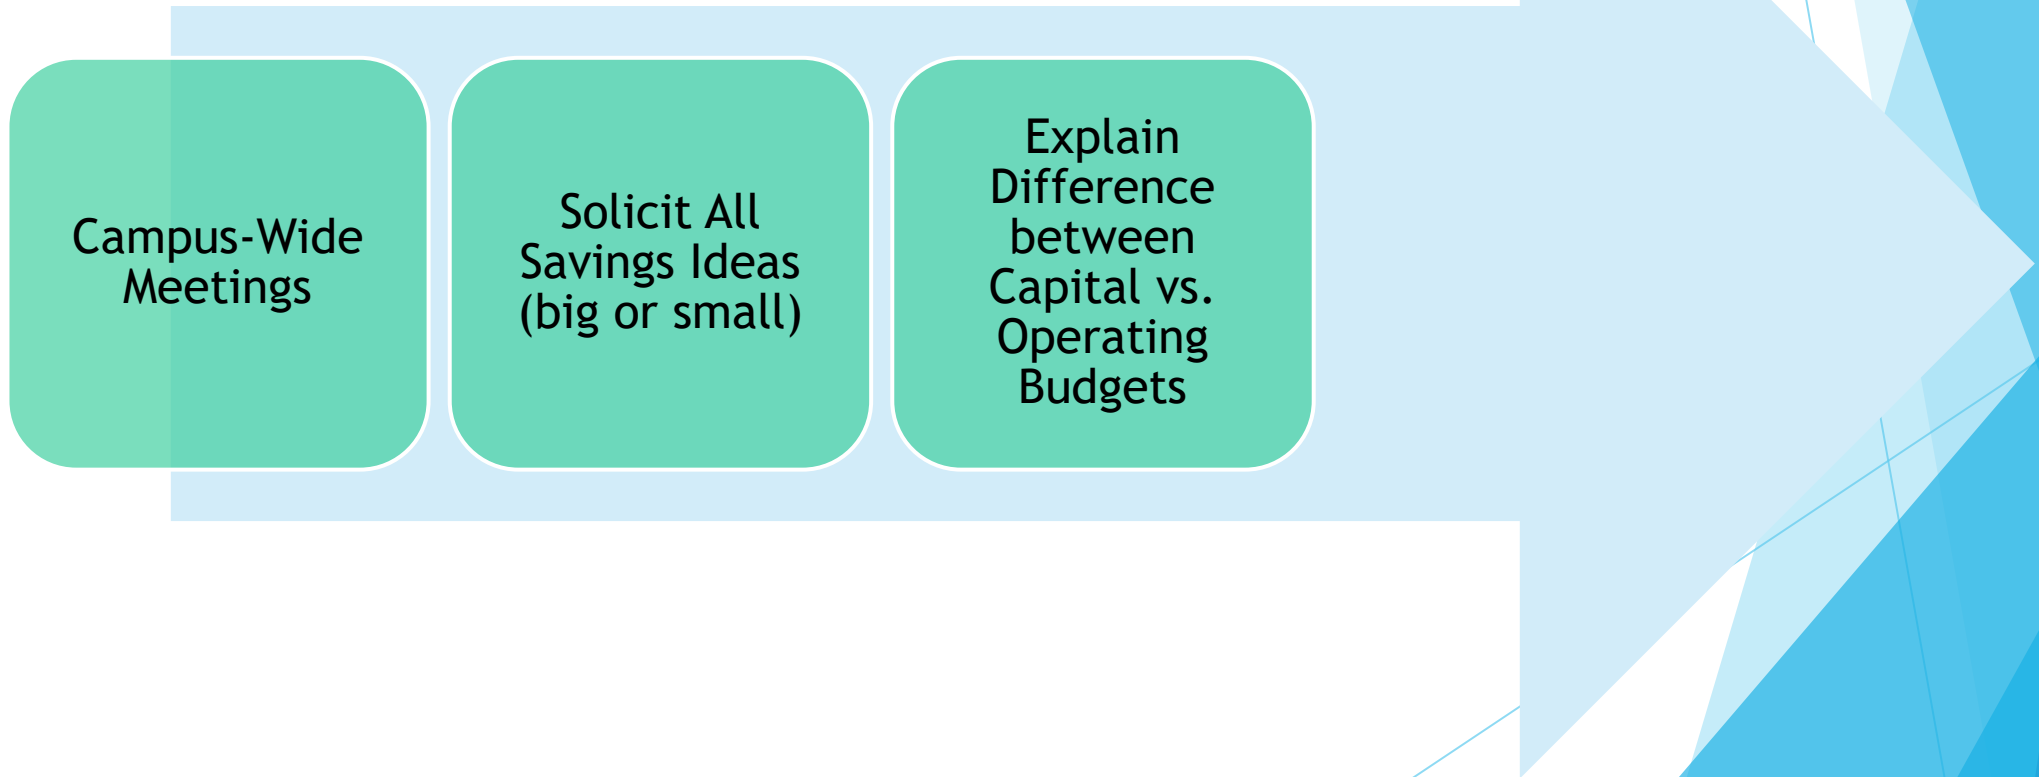 Campus-Wide
Meetings
Solicit All
Savings Ideas
(big or small)
Explain
Difference
between
Capital vs.
Operating
Budgets